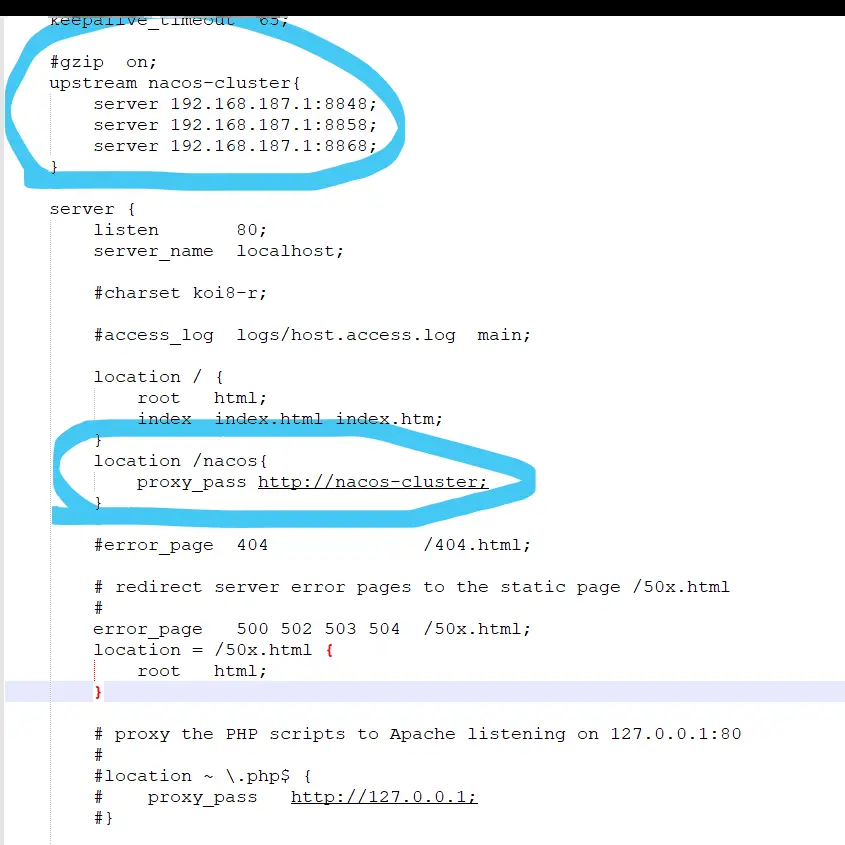 keepalive_timeout  65;
#gzip  on;
upstream nacos-cluster{
    server 192.168.187.1:8848;
    server 192.168.187.1:8858;
    server 192.168.187.1:8868;
}
server {
    listen       80;
    server_name  localhost;
    #charset koi8-r;
    #access_log  logs/host.access.log  main;
    location / {
        root   html;
        index  index.html index.htm;
    }
    location /nacos{
        proxy_pass http://nacos-cluster;
    }
    #error_page  404              /404.html;
    # redirect server error pages to the static page /50x.html
    #
    error_page   500 502 503 504  /50x.html;
    location = /50x.html {
        root   html;
    }
    # proxy the PHP scripts to Apache listening on 127.0.0.1:80
    #
    #location ~ \.php$ {
    #    proxy_pass   http://127.0.0.1;
    #}